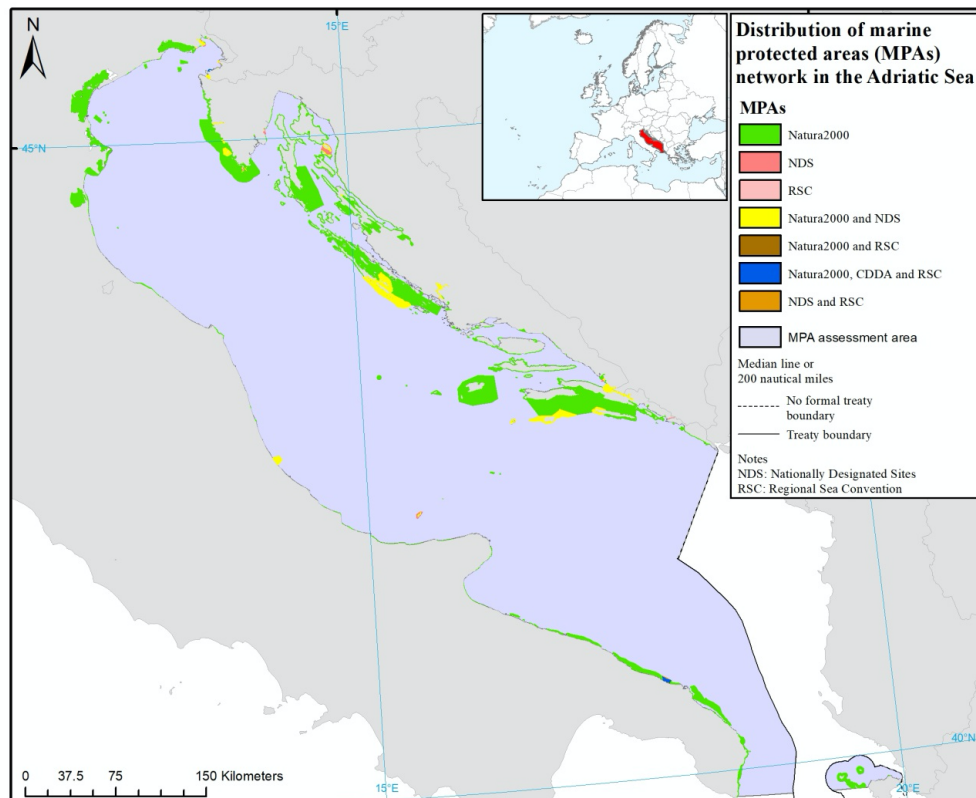 N
15°E
45°N
Distribution of marine
protected areas (MPAs)
network in the Adriatic Sea
MPAs
Natura2000
NDS
RSC
Natura2000 and NDS
Natura2000 and RSC
Natura2000, CDDA and RSC
NDS and RSC
MPA assessment area
Median line or
200 nautical miles
No formal treaty
boundary
Treaty boundary
Notes
NDS: Nationally Designated Sites
RSC: Regional Sea Convention
40°N
0 37.5 75 150 Kilometers
15°E
20°E